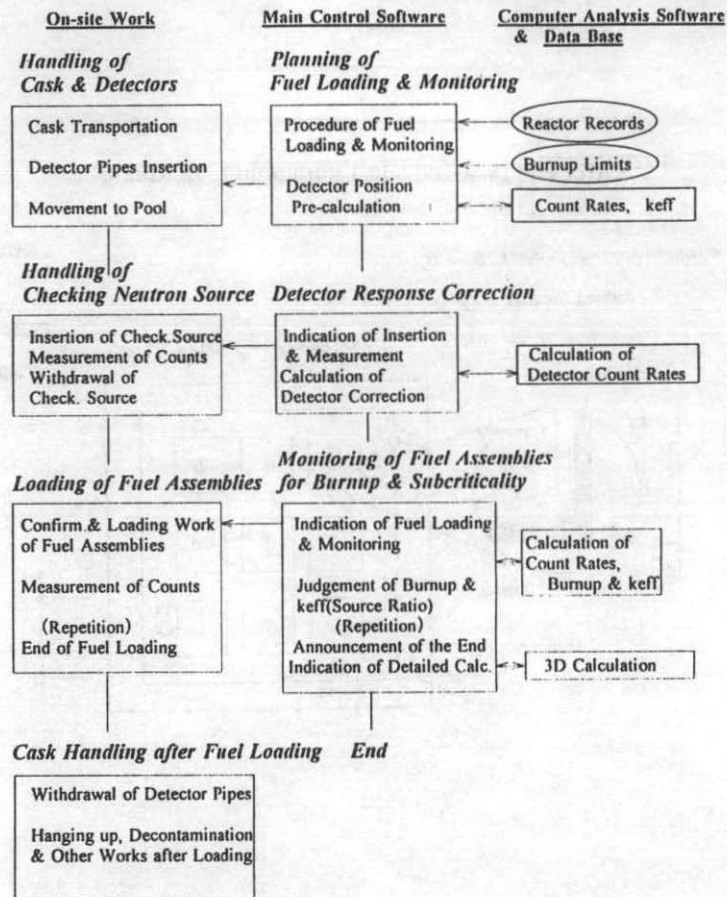 On-site Work
Main Control Software
Computer Analysis Software
& Data Base
Handling of
Cask & Detectors
Planning of
Fuel Loading & Monitoring
Cask Transportation
Detector Pipes Insertion
Movement to Pool
Procedure of Fuel
Loading & Monitoring
Detector Position
Pre-calculation
Reactor Records
Burnup Limits
Count Rates, keff
Handling of
Checking Neutron Source
Detector Response Correction
Insertion of Check.Source
Measurement of Counts
Withdrawal of
Check. Source
Indication of Insertion
& Measurement
Calculation of
Detector Correction
Calculation of
Detector Count Rates
Loading of Fuel Assemblies
Monitoring of Fuel Assemblies
for Burnup & Subcriticality
Confirm & Loading Work
of Fuel Assemblies
Measurement of Counts
(Repetition)
End of Fuel Loading
Indication of Fuel Loading
& Monitoring
Judgement of Burnup &
keff(Source Ratio)
(Repetition)
Announcement of the End
Indication of Detailed Calc.
Calculation of
Count Rates,
Burnup & keff
3D Calculation
Cask Handling after Fuel Loading
End
Withdrawal of Detector Pipes
Hanging up, Decontamination
& Other Works after Loading